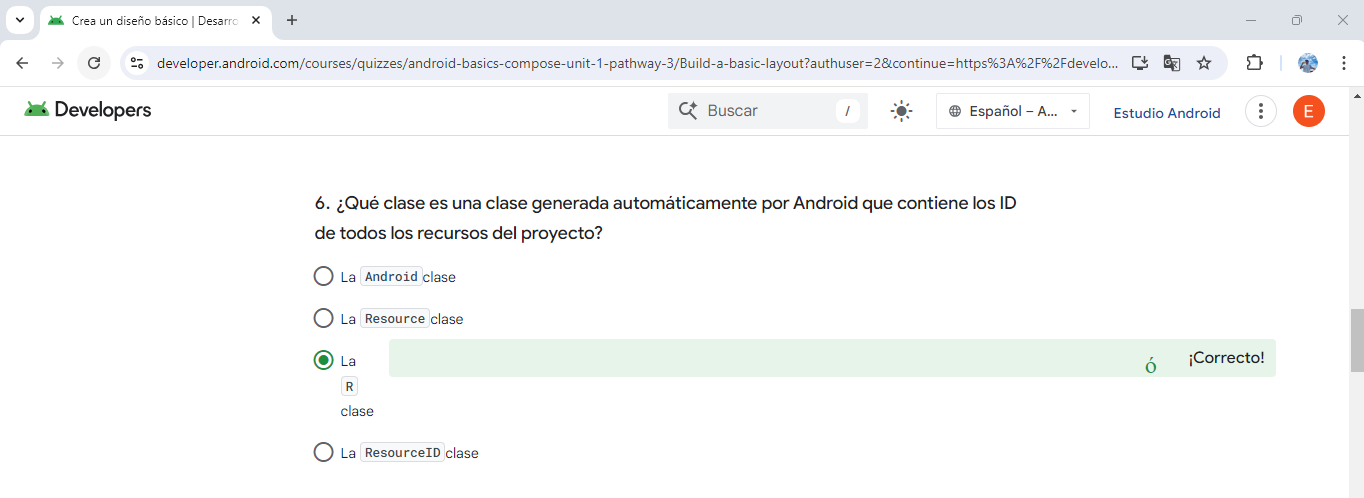 Crea un diseño básico | Desarro
developer.android.com/courses/quizzes/android-basics-compose-unit-1-pathway-3/Build-a-basic-layout?authuser=2&continue=https%3A%2F%2Fdevelo...
Developers
Buscar
/
Español – A...
Estudio Android
E
6. ¿Qué clase es una clase generada automáticamente por Android que contiene los ID
de todos los recursos del proyecto?
La Android clase
La Resource clase
La
R
clase
ó ¡Correcto!
La ResourceID clase